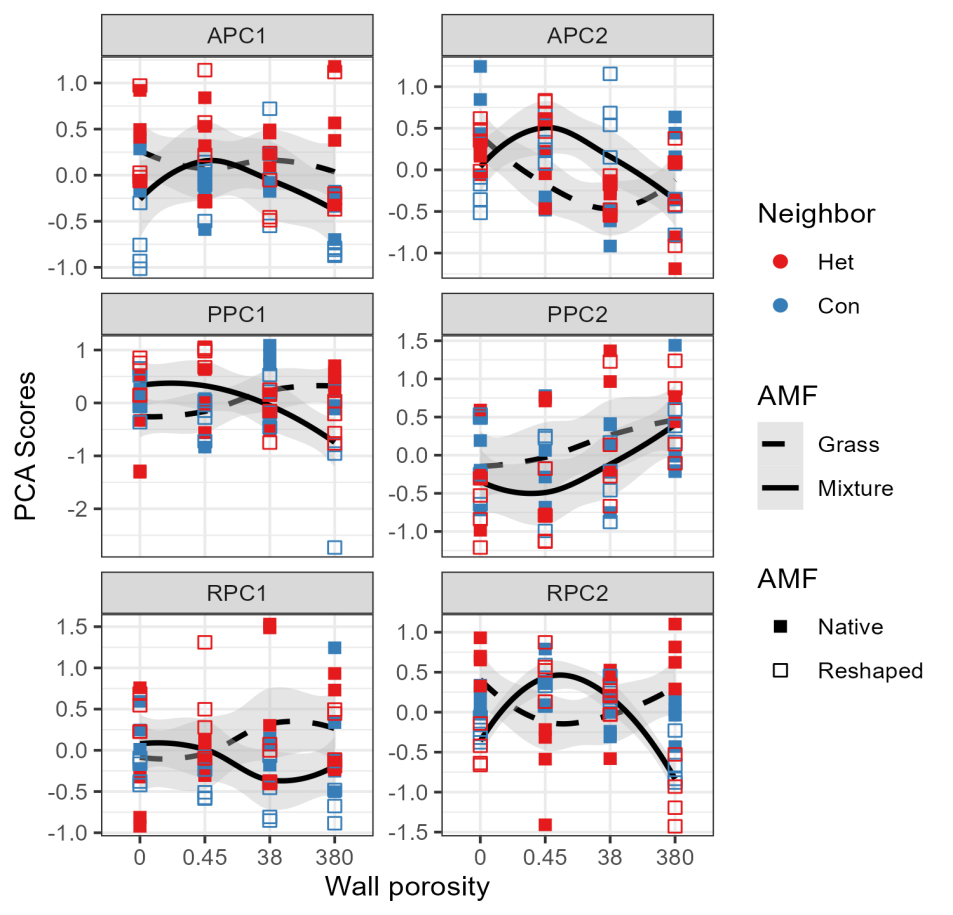 APC1
APC2
1.0
0.5
0.0
-0.5
-1.0
1.0
0.5
0.0
-0.5
-1.0
PPC1
PPC2
1
0
-1
-2
1.5
1.0
0.5
0.0
-0.5
-1.0
RPC1
RPC2
1.5
1.0
0.5
0.0
-0.5
-1.0
1.0
0.5
0.0
-0.5
-1.0
-1.5
0 0.45 38 380
0 0.45 38 380
Wall porosity
PCA Scores
Neighbor
Het
Con
AMF
Grass
Mixture
AMF
Native
Reshaped